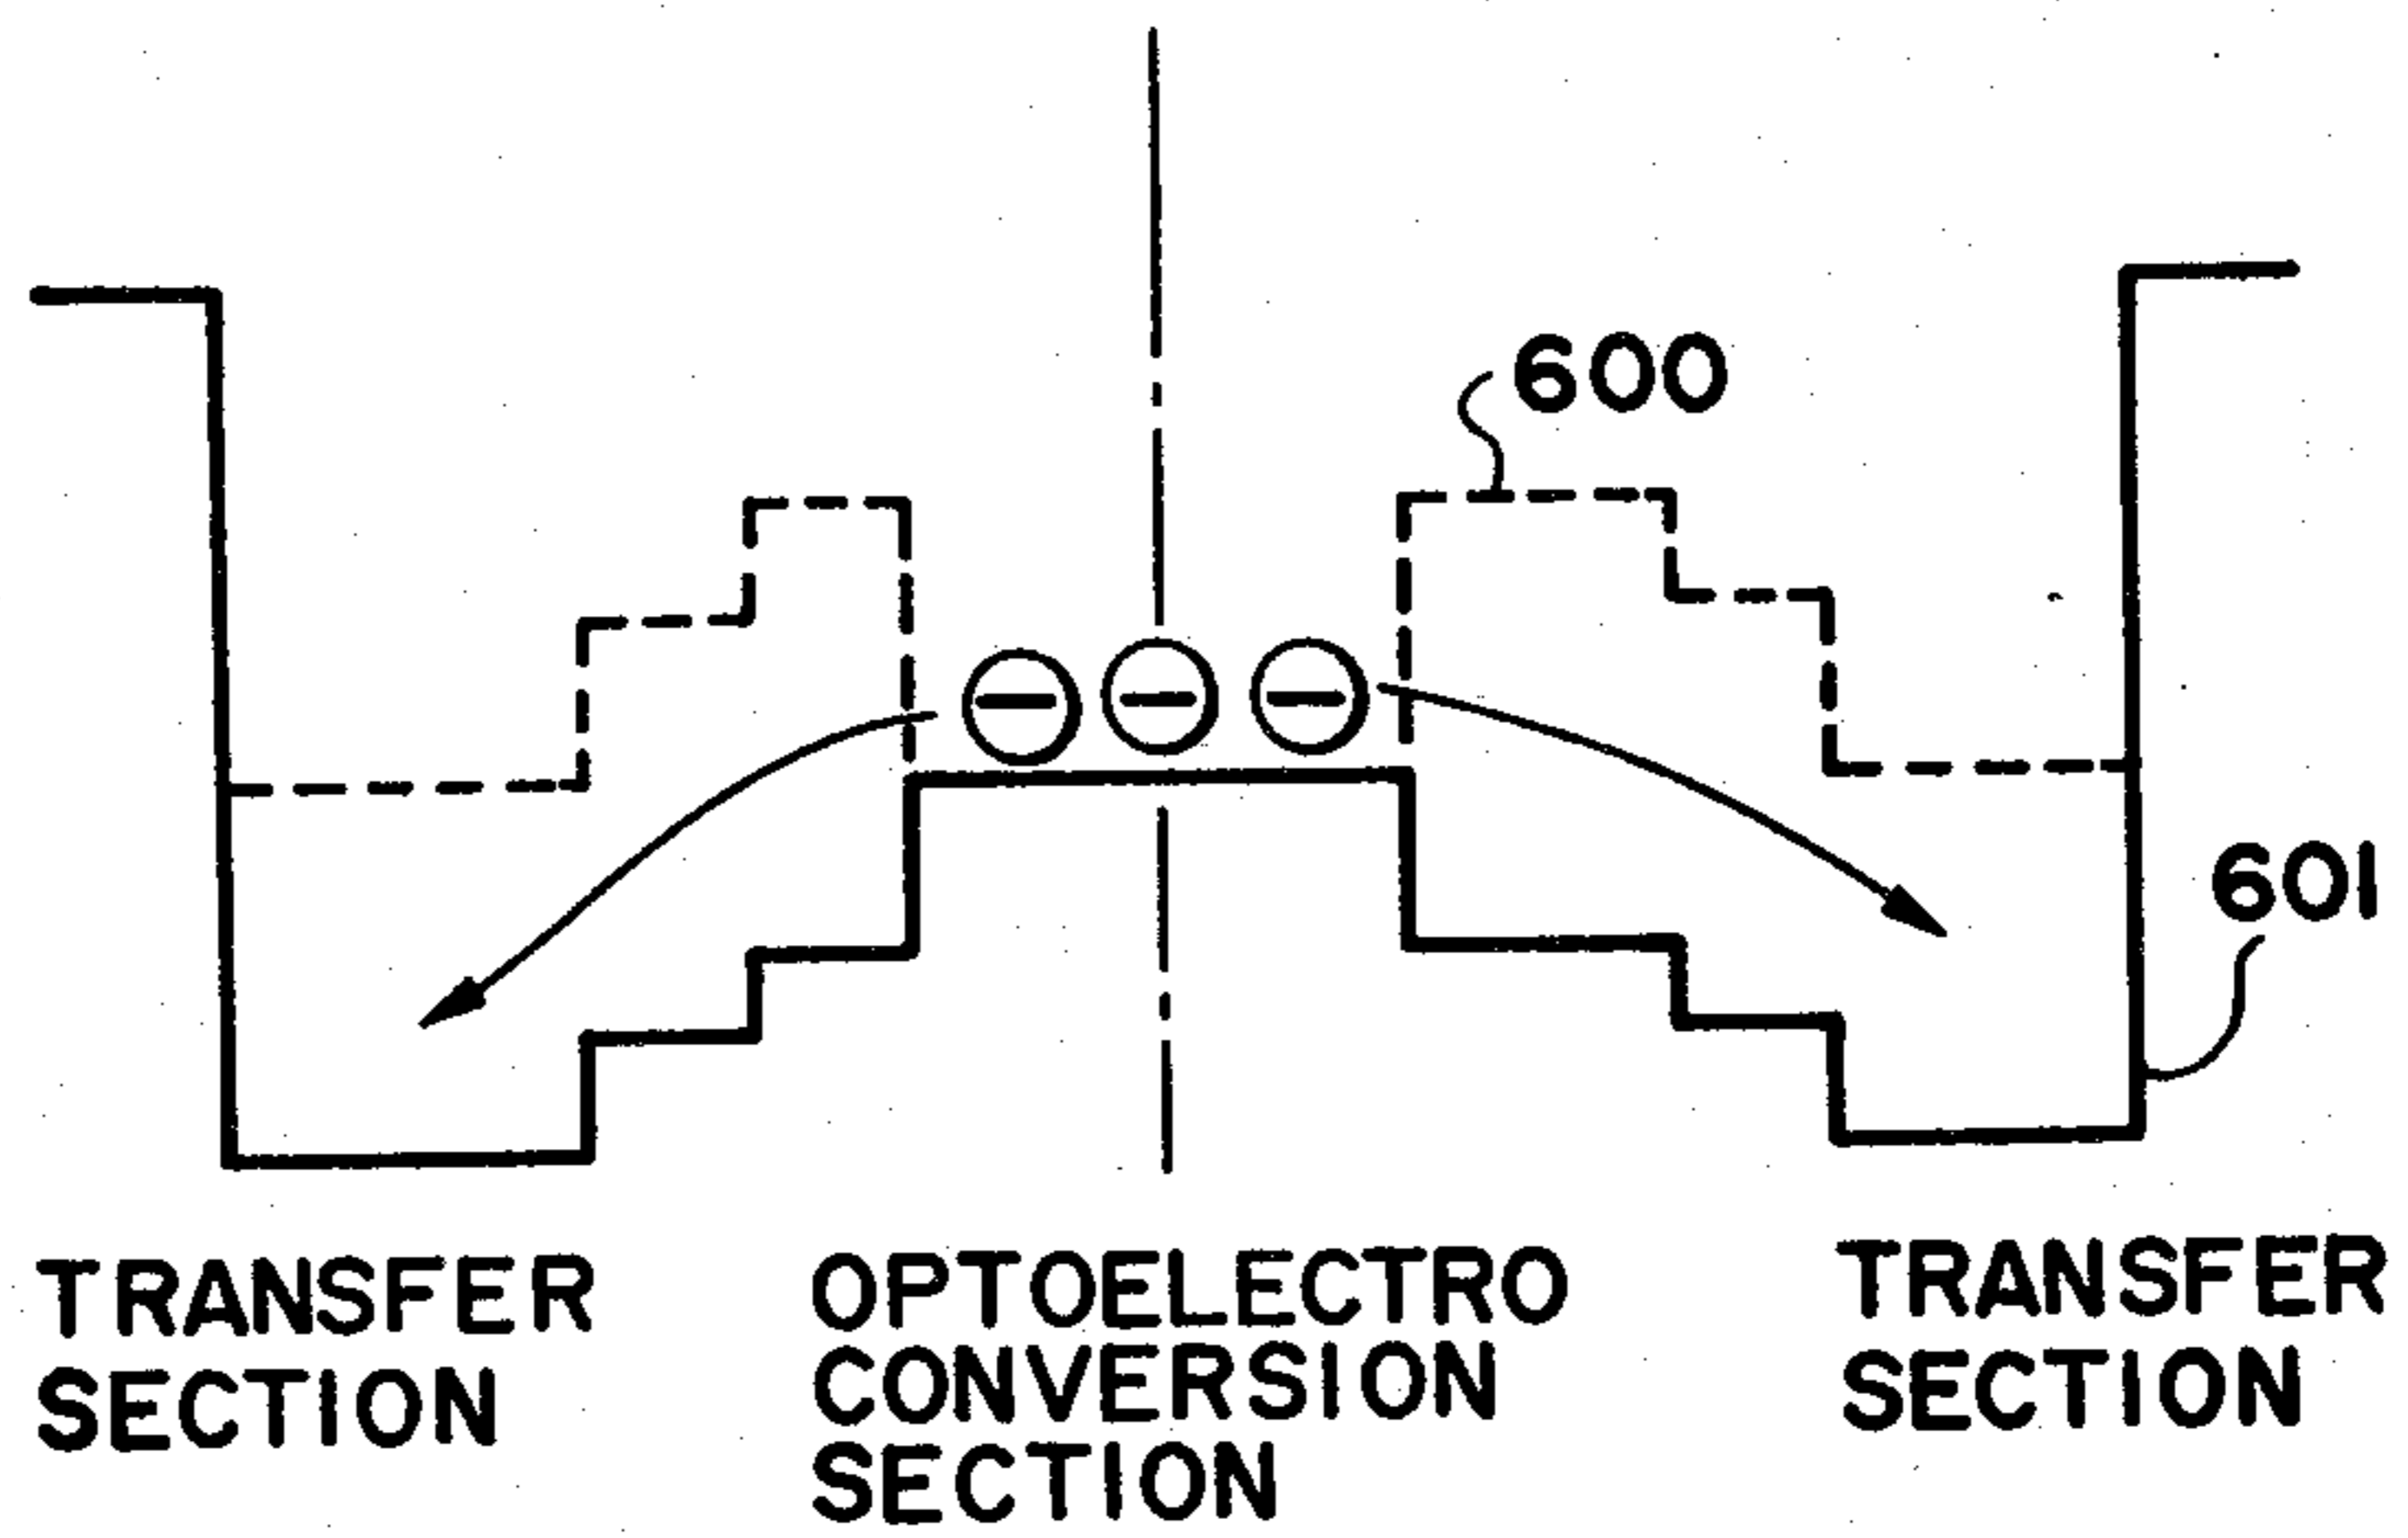 600
601
TRANSFER
SECTION
OPTOELECTRO
CONVERSION
SECTION
TRANSFER
SECTION